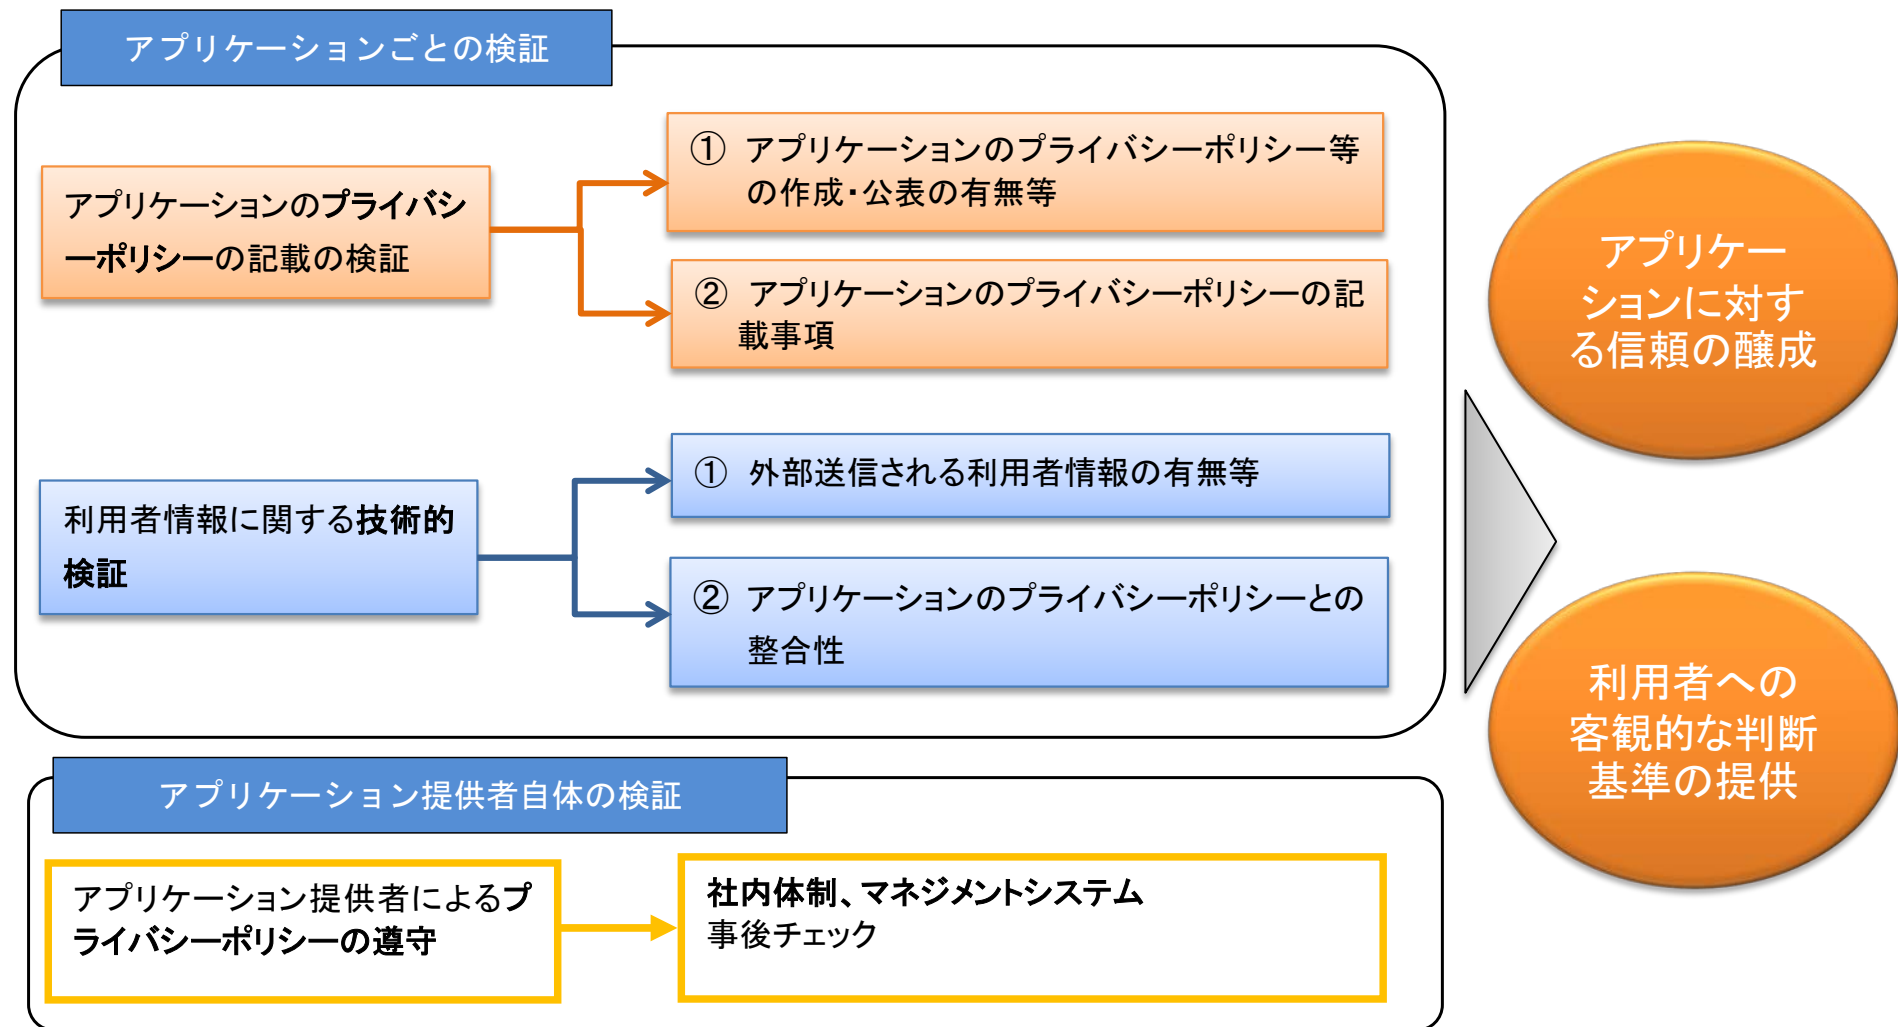 アプリケーションごとの検証
アプリケーションのプライバシ
ーポリシーの記載の検証
① アプリケーションのプライバシーポリシー等
の作成・公表の有無等
② アプリケーションのプライバシーポリシーの記
載事項
利用者情報に関する技術的
検証
① 外部送信される利用者情報の有無等
② アプリケーションのプライバシーポリシーとの
整合性
アプリケーション提供者自体の検証
アプリケーション提供者によるプ
ライバシーポリシーの遵守
社内体制、マネジメントシステム
事後チェック
アプリケー
ションに対す
る信頼の醸成
利用者への
客観的な判断
基準の提供